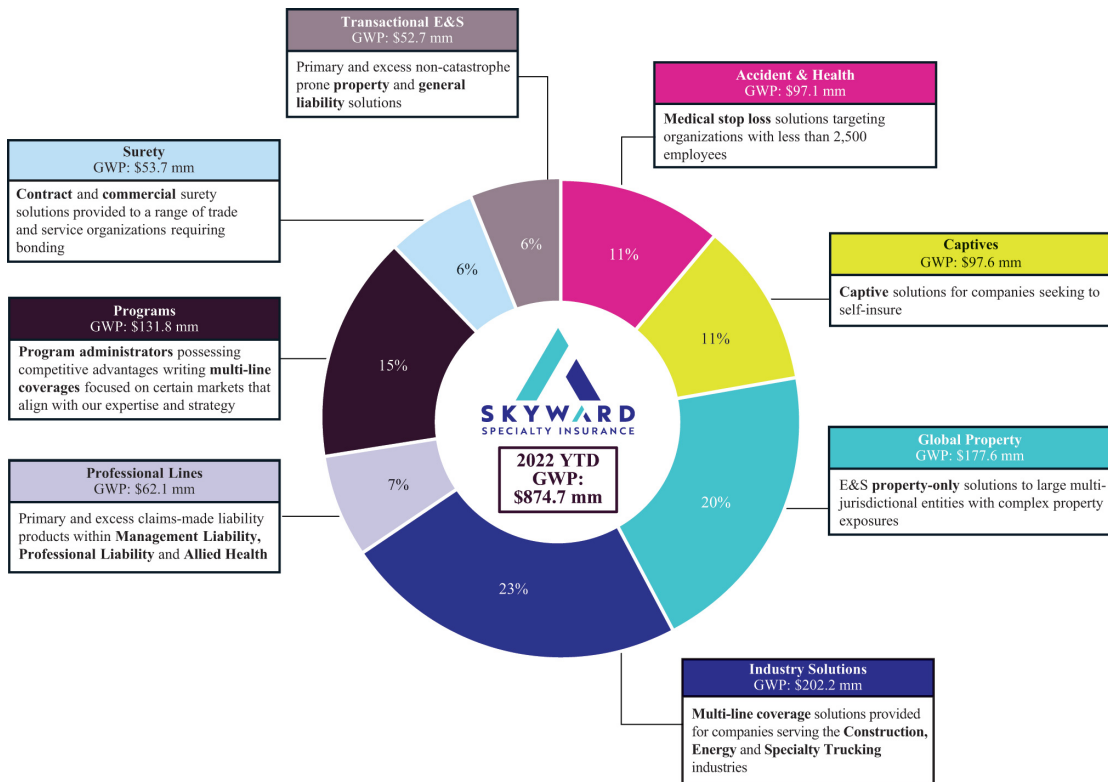 Transactional E&S
GWP: $52.7 mm
Primary and excess non-catastrophe
prone property and general
liability solutions
Accident & Health
GWP: $97.1 mm
Medical stop loss solutions targeting
organizations with less than 2,500
employees
Surety
GWP: $53.7 mm
Contract and commercial surety
solutions provided to a range of trade
and service organizations requiring
bonding
Captives
GWP: $97.6 mm
Captive solutions for companies seeking to
self-insure
Programs
GWP: $131.8 mm
Program administrators possessing
competitive advantages writing multi-line
coverages focused on certain markets that
align with our expertise and strategy
Global Property
GWP: $177.6 mm
E&S property-only solutions to large multi-
jurisdictional entities with complex property
exposures
Professional Lines
GWP: $62.1 mm
Primary and excess claims-made liability
products within Management Liability,
Professional Liability and Allied Health
Industry Solutions
GWP: $202.2 mm
Multi-line coverage solutions provided
for companies serving the Construction,
Energy and Specialty Trucking
industries
6%
11%
6%
11%
15%
20%
7%
23%
SKYWARD
SPECIALTY INSURANCE
2022 YTD
GWP:
$874.7 mm